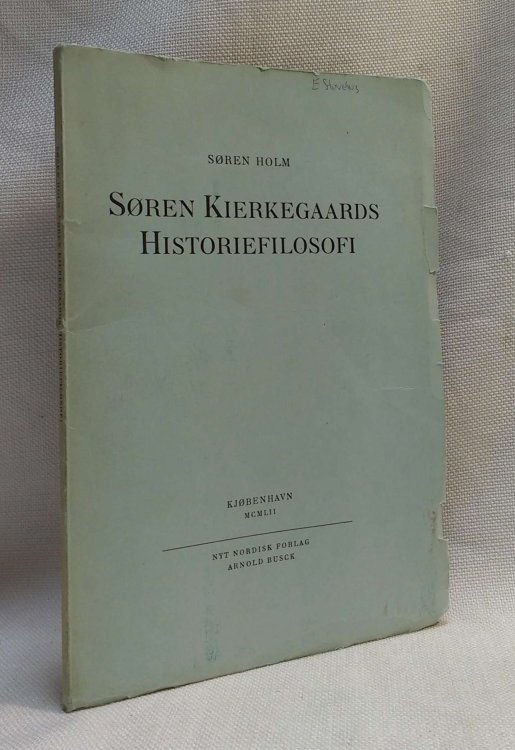 SØREN HOLM
SØREN KIERKEGAARDS
HISTORIEFILOSOFI
KJØBENHAVN
MCMLII
NYT NORDISK FORLAG
ARNOLD BUSCK